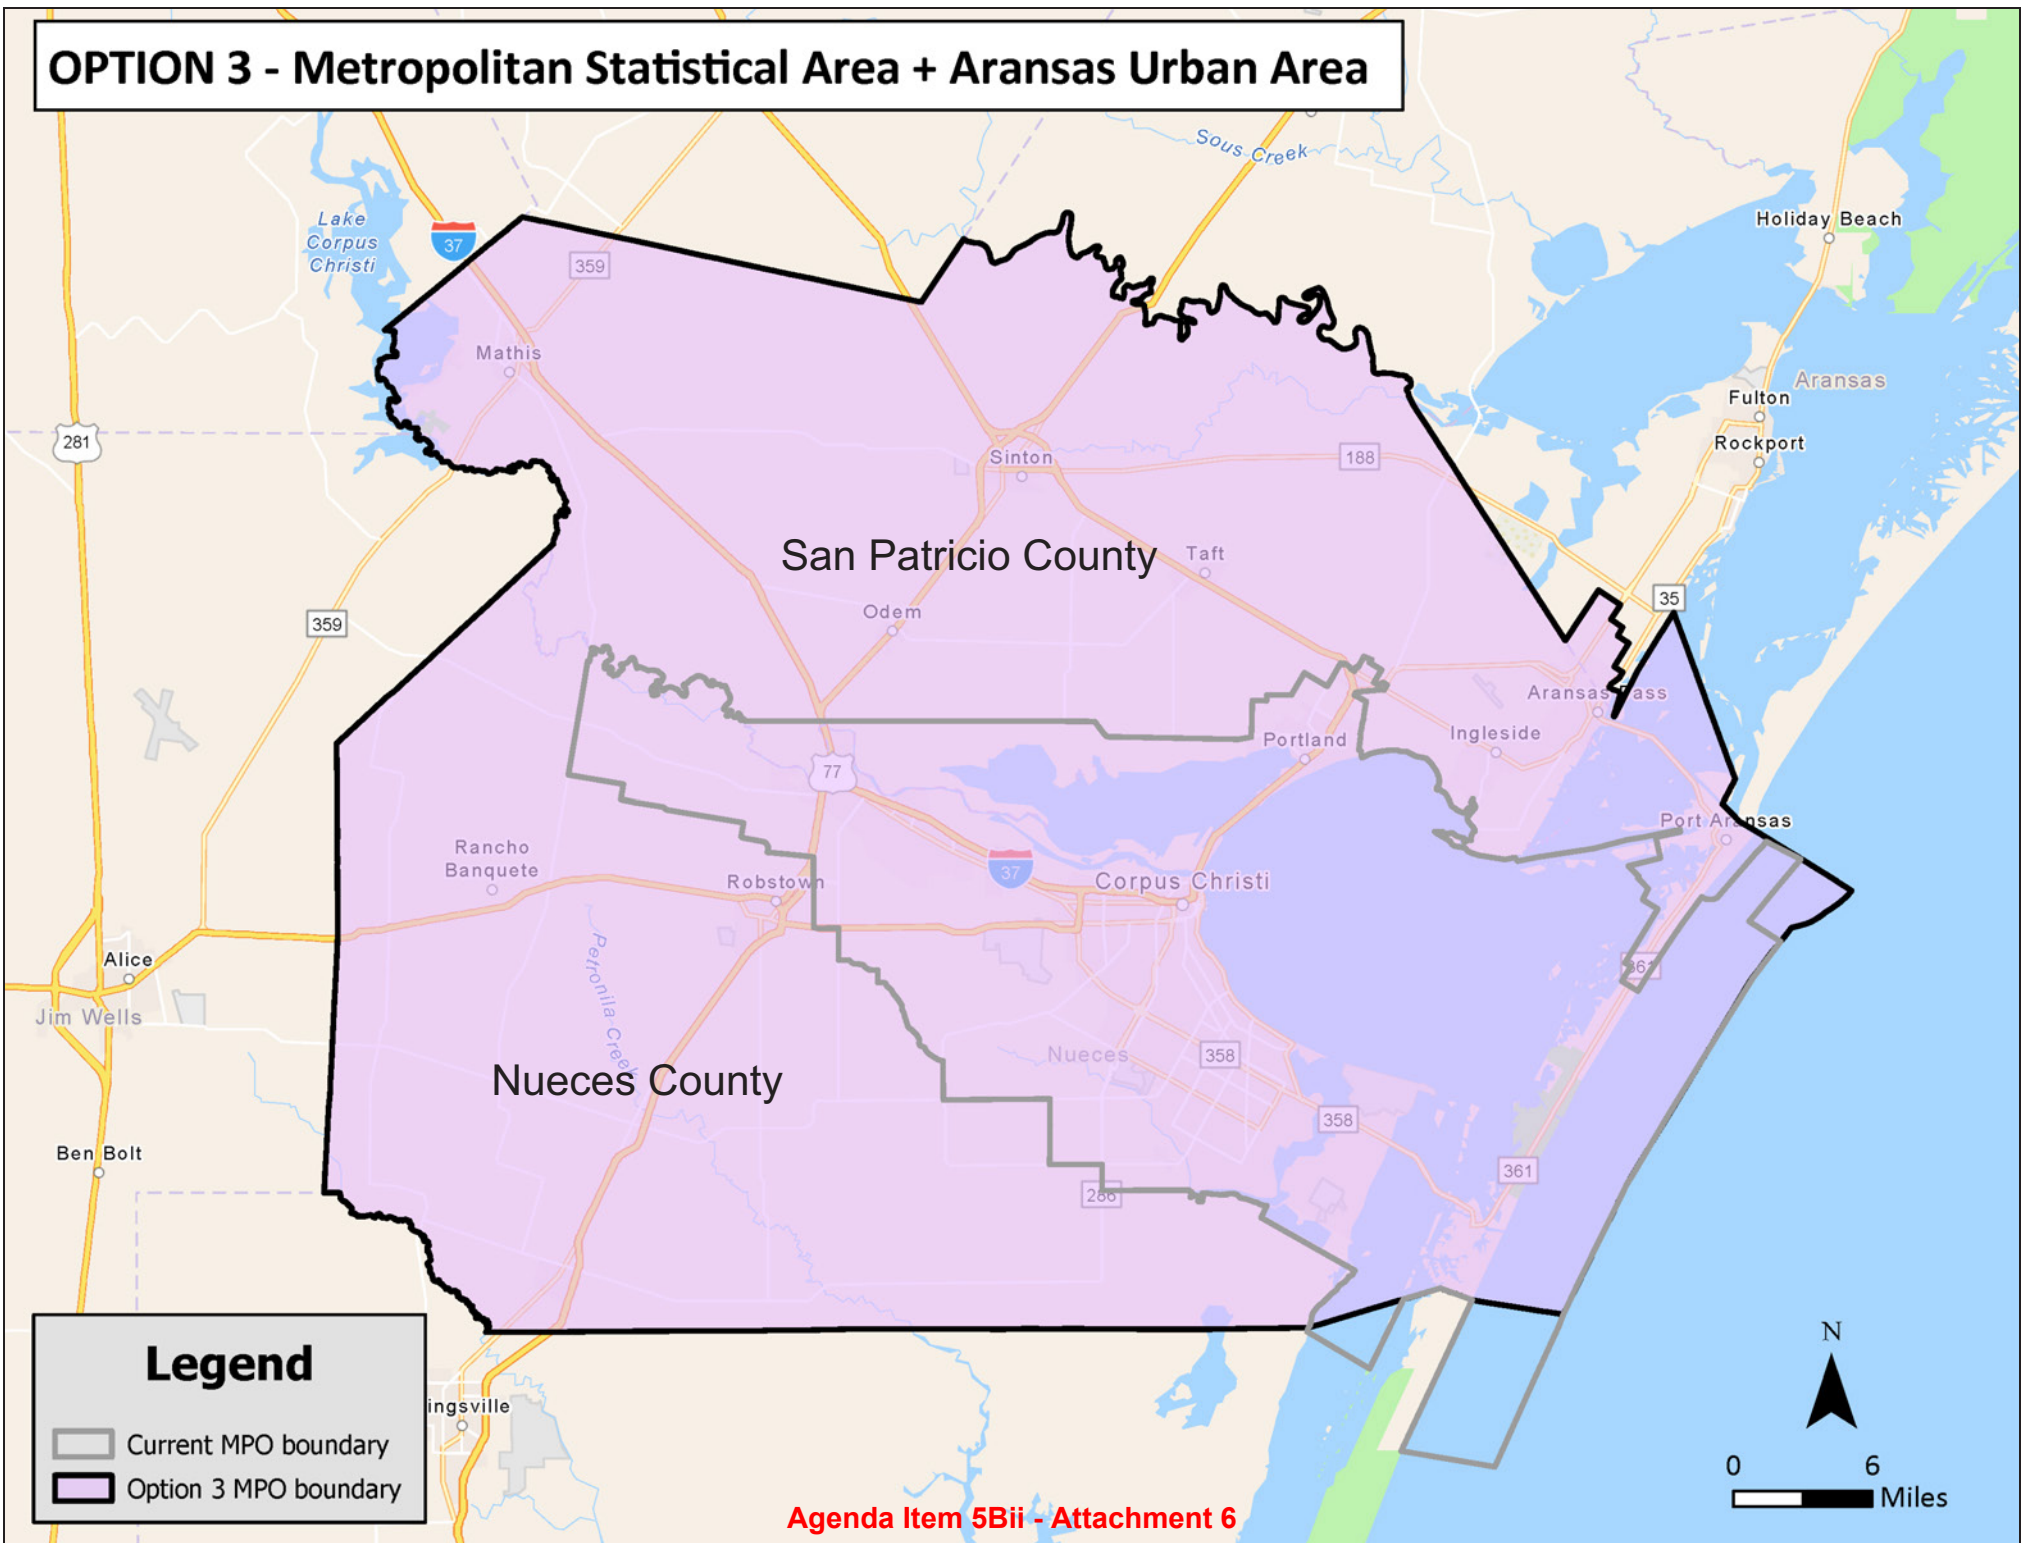 OPTION 3 - Metropolitan Statistical Area + Aransas Urban Area
Sous Creek
Lake
Corpus
Christi
37
359
Holiday Beach
Mathis
Aransas
Fulton
Rockport
281
Sinton
188
San Patricio County
Taft
Odem
359
35
Aransas Pass
Ingleside
Portland
77
Port Aransas
Rancho
Banquete
Robstown
37
Corpus Christi
Alice
Jim Wells
Petronila Creek
361
Nueces
358
Nueces County
358
Ben Bolt
361
286
Legend
Current MPO boundary
Option 3 MPO boundary
ingsville
N
0 6
Miles
Agenda Item 5Bii - Attachment 6